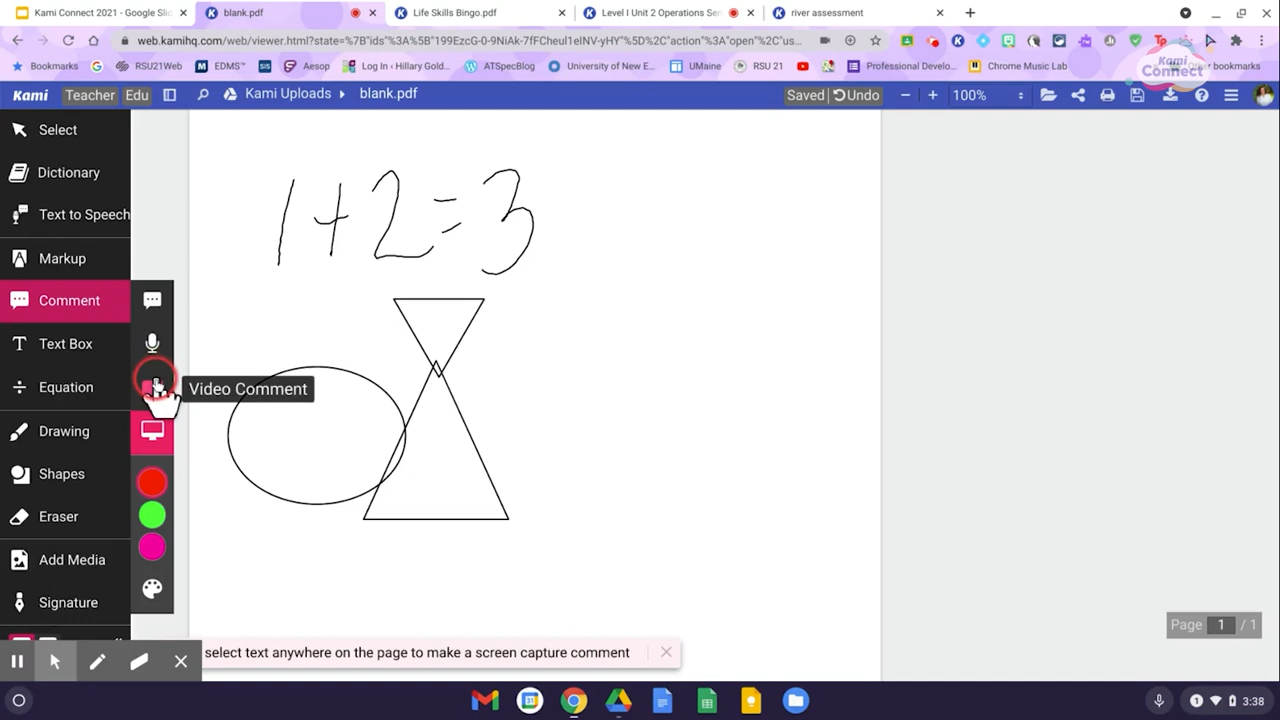 Kami Connect 2021 - Google Slid
blank.pdf
Life Skills Bingo.pdf
Level I Unit 2 Operations Sen
river assessment
web.kamihq.com/web/viewer.html?state=%7B"ids"%3A%5B"199EzcG-0-9NiAk-7fFCheul1eINV-yHY"%5D%2C"action"%3A"open"%2C"us...
Bookmarks
RSU21Web
EDMS™
SIS
Aesop
Log In ‹ Hillary Gold...
ATSpecBlog
University of New E...
UMaine
RSU 21
Professional Develo...
Chrome Music Lab
Other bookmarks
Kami Connect
Kami
Teacher
Edu
Kami Uploads
blank.pdf
Saved
Undo
100%
Select
Dictionary
Text to Speech
Markup
Comment
Text Box
Equation
Drawing
Shapes
Eraser
Add Media
Signature
1+2=3
Video Comment
select text anywhere on the page to make a screen capture comment
Page 1 / 1
1
3:38